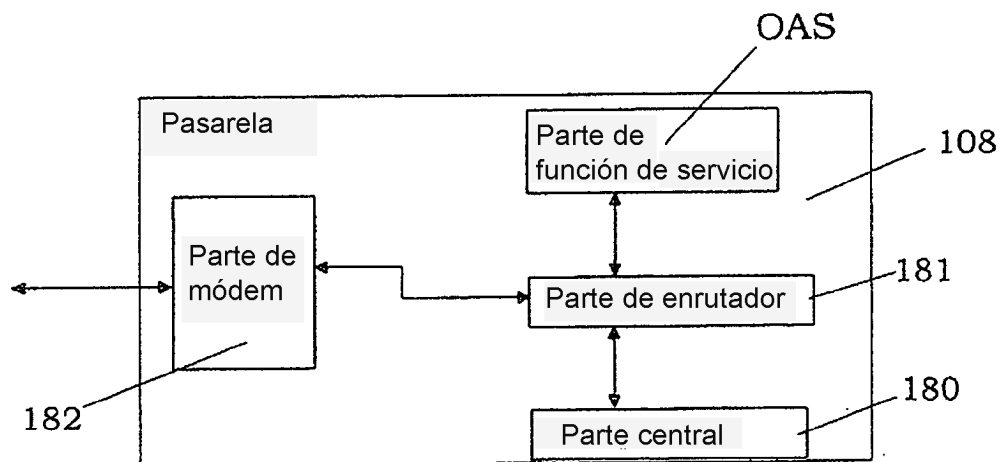 OAS
Pasarela
Parte de
función de servicio
108
Parte de
módem
181
Parte de enrutador
182
180
Parte central